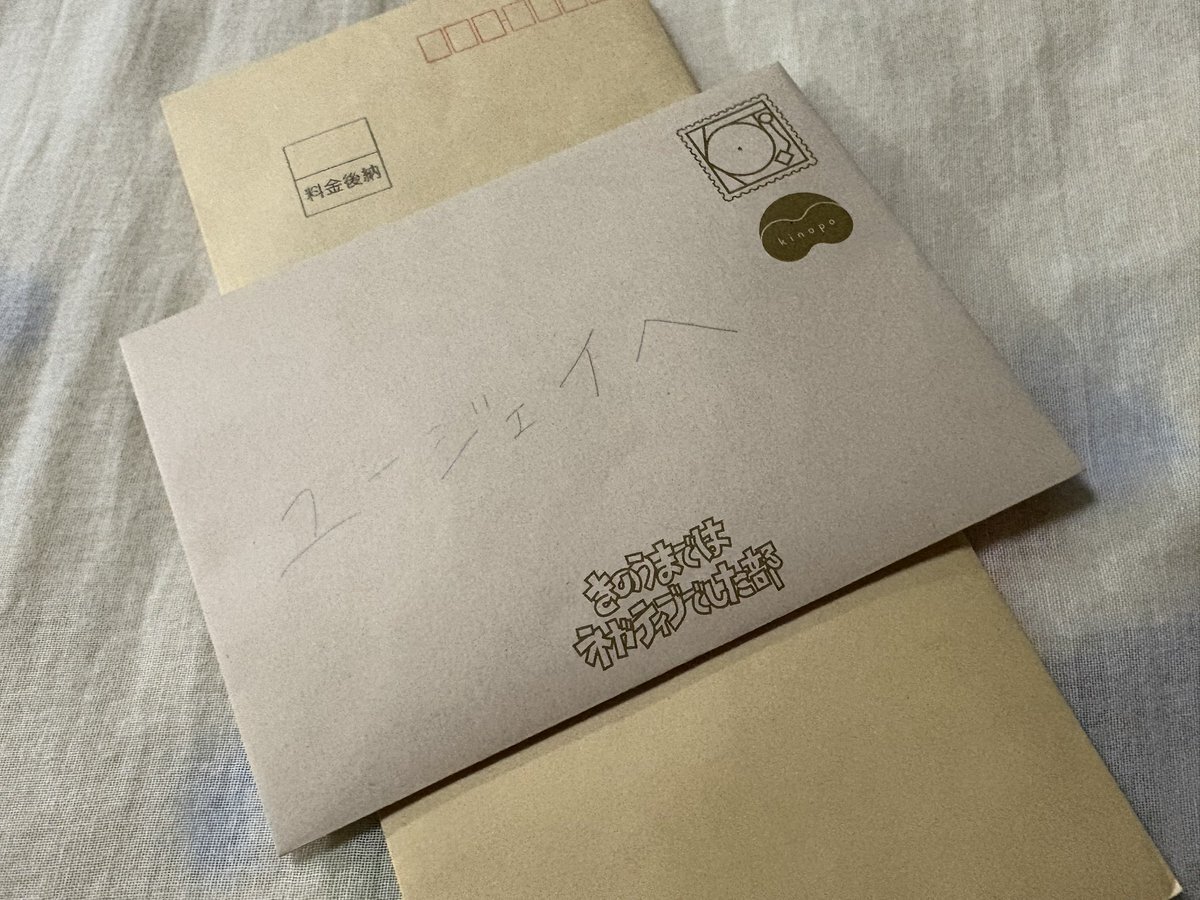 料金後納
kinopo
ユージェイへ
きのうまでは
ネガティブでした部